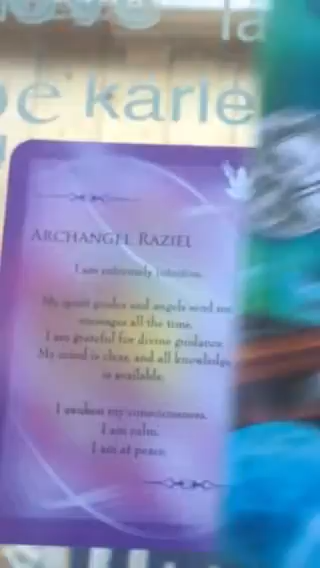 love la
karle
ARCHANGEL RAZIEL
I am extremely intuitive.
My spirit guides and angels send me
messages all the time.
I am grateful for divine guidance.
My mind is clear, and all knowledge
is available.
I awaken my consciousness.
I am calm.
I am at peace.